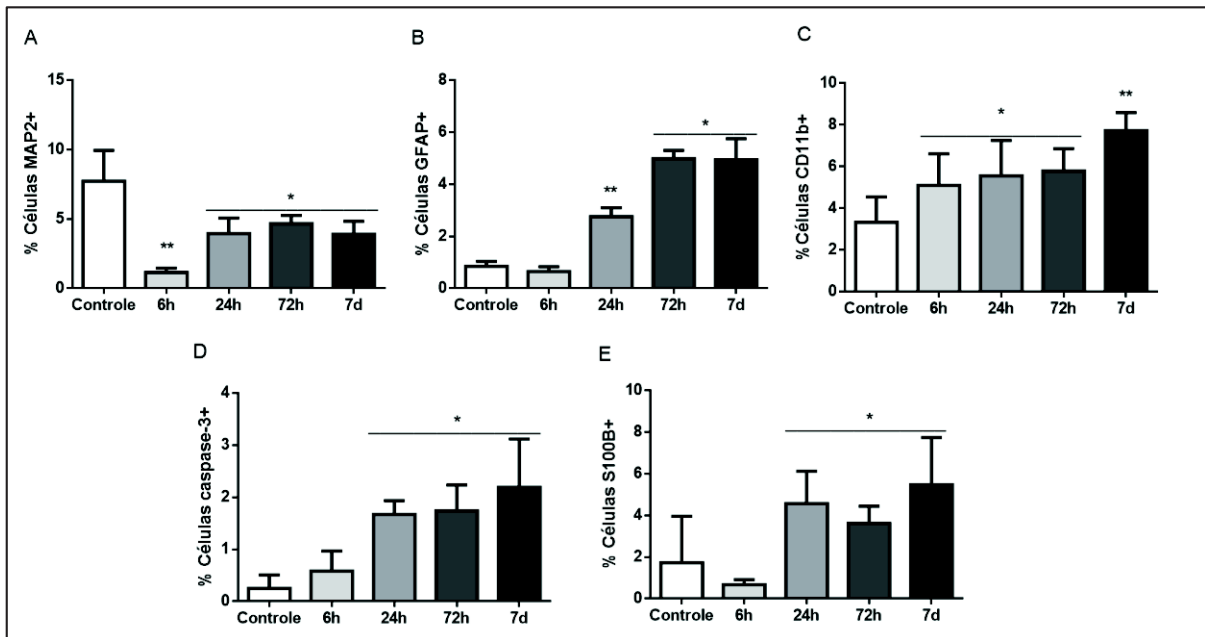 A
% Células MAP2+
15
10
5
0
**
*
Controle 6h 24h 72h 7d
B
% Células GFAP+
8
6
4
2
0
**
*
Controle 6h 24h 72h 7d
C
% Células CD11b+
10
8
6
4
2
0
*
**
Controle 6h 24h 72h 7d
D
% Células caspase-3+
4
3
2
1
0
*
Controle 6h 24h 72h 7d
E
% Células S100B+
10
8
6
4
2
0
*
Controle 6h 24h 72h 7d